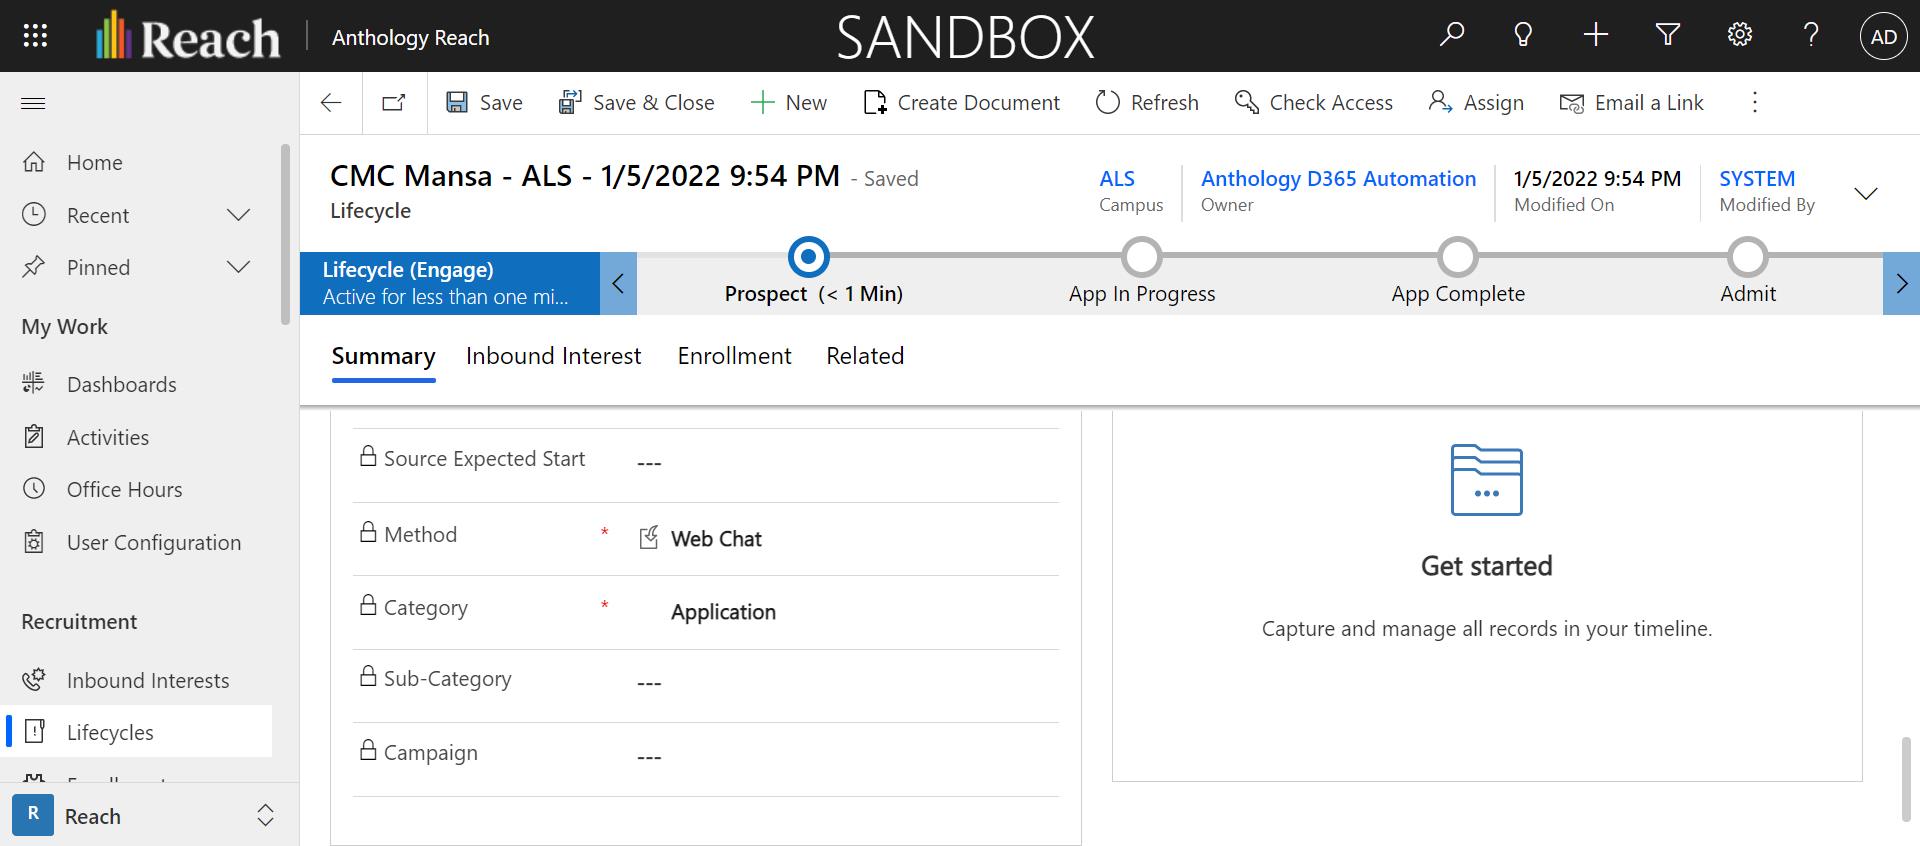 Reach
Anthology Reach
SANDBOX
AD
Save
Save & Close
New
Create Document
Refresh
Check Access
Assign
Email a Link
Home
Recent
Pinned
My Work
Dashboards
Activities
Office Hours
User Configuration
Recruitment
Inbound Interests
Lifecycles
R
Reach
CMC Mansa - ALS - 1/5/2022 9:54 PM - Saved
Lifecycle
ALS
Campus
Anthology D365 Automation
Owner
1/5/2022 9:54 PM
Modified On
SYSTEM
Modified By
Lifecycle (Engage)
Active for less than one mi...
Prospect (< 1 Min)
App In Progress
App Complete
Admit
Summary
Inbound Interest
Enrollment
Related
Source Expected Start ---
Method * Web Chat
Category * Application
Sub-Category ---
Campaign ---
Get started
Capture and manage all records in your timeline.